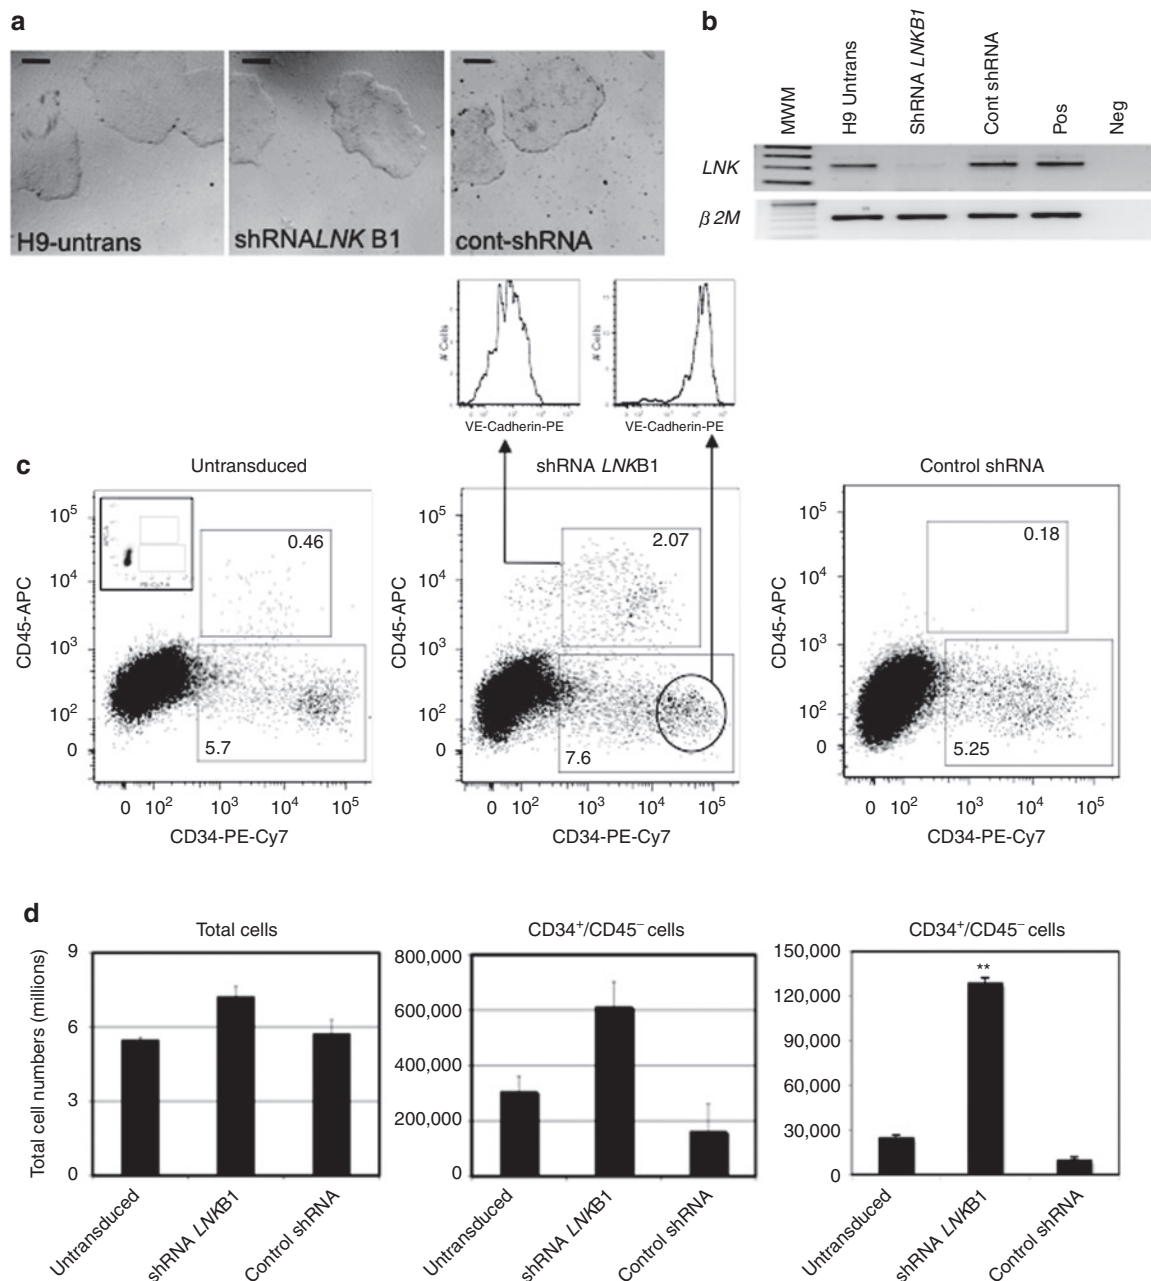 a
H9-untrans
shRNALNK B1
cont-shRNA
b
MWM
H9 Untrans
ShRNA LNKB1
Cont shRNA
Pos
Neg
LNK
β2M
# Cells
VE-Cadherin-PE
# Cells
VE-Cadherin-PE
c
Untransduced
shRNA LNKB1
Control shRNA
CD45-APC
10⁵
10⁴
10³
10²
0
0.46
5.7
0 10² 10³ 10⁴ 10⁵
CD34-PE-Cy7
CD45-APC
10⁵
10⁴
10³
10²
0
2.07
7.6
0 10² 10³ 10⁴ 10⁵
CD34-PE-Cy7
CD45-APC
10⁵
10⁴
10³
10²
0
0.18
5.25
0 10² 10³ 10⁴ 10⁵
CD34-PE-Cy7
d
Total cells
Total cell numbers (millions)
9
6
3
0
Untransduced
shRNA LNKB1
Control shRNA
CD34⁺/CD45⁻ cells
800,000
600,000
400,000
200,000
0
Untransduced
shRNA LNKB1
Control shRNA
CD34⁺/CD45⁻ cells
150,000
120,000
90,000
60,000
30,000
0
**
Untransduced
shRNA LNKB1
Control shRNA